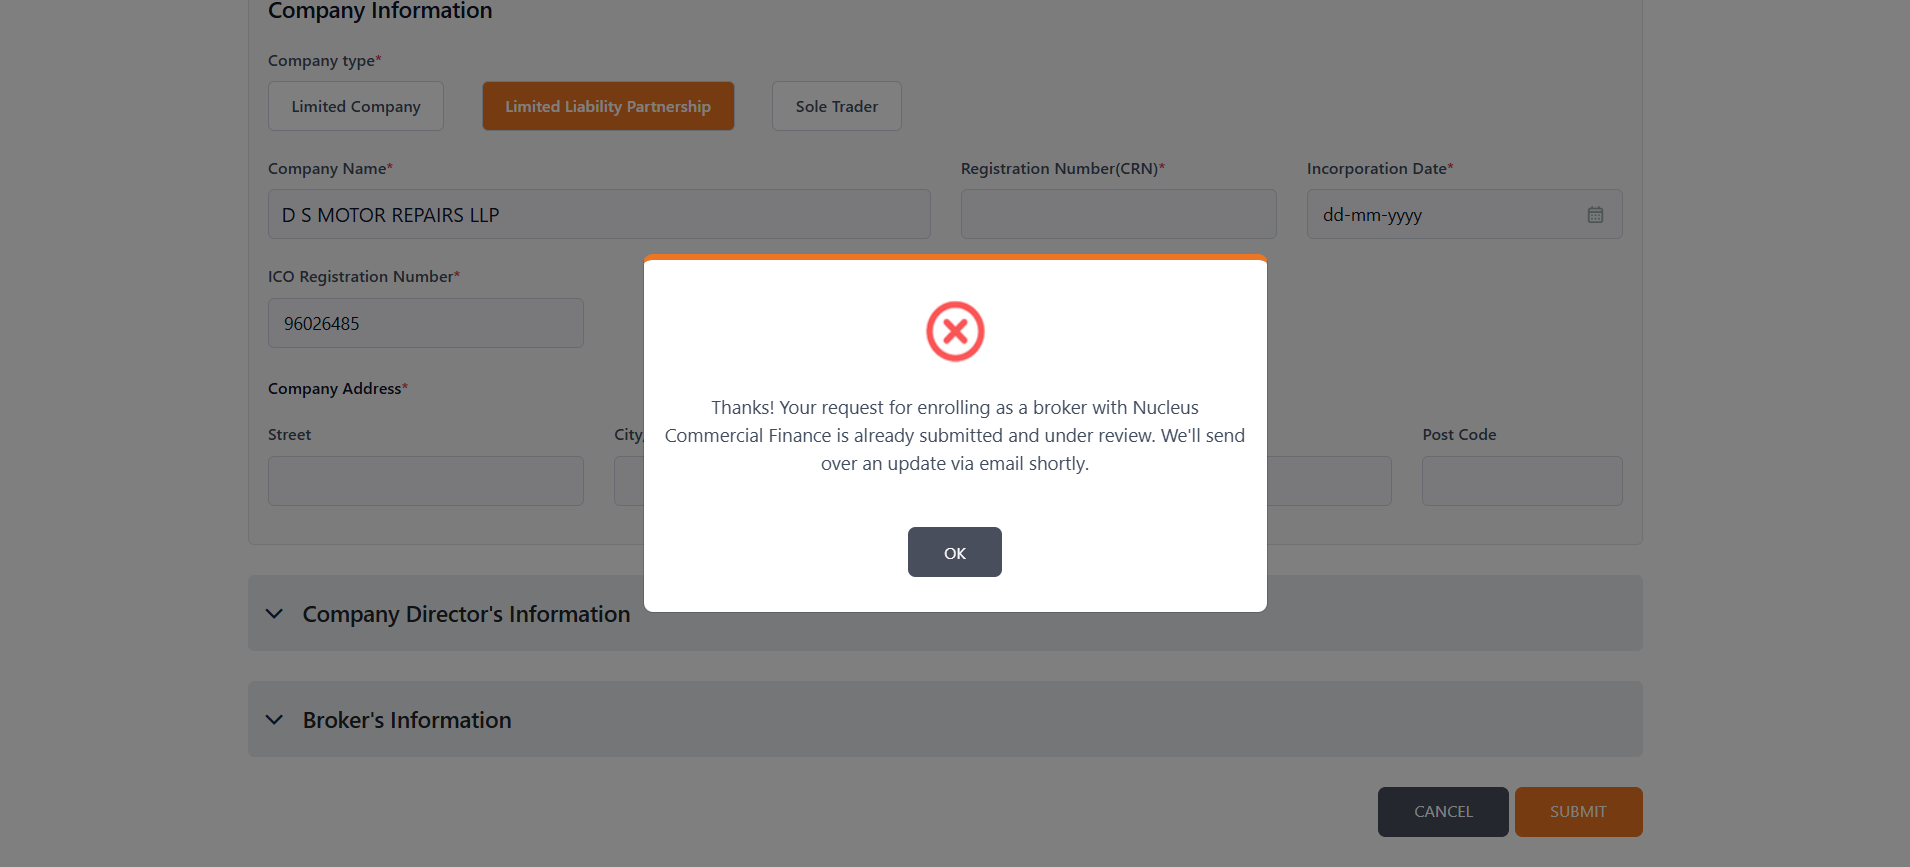 Company Information
Company type*
Limited Company
Limited Liability Partnership
Sole Trader
Company Name*
Registration Number(CRN)*
Incorporation Date*
D S MOTOR REPAIRS LLP
dd-mm-yyyy
ICO Registration Number*
96026485
Company Address*
Street
City
Post Code
Thanks! Your request for enrolling as a broker with Nucleus
Commercial Finance is already submitted and under review. We'll send
over an update via email shortly.
OK
Company Director's Information
Broker's Information
CANCEL
SUBMIT